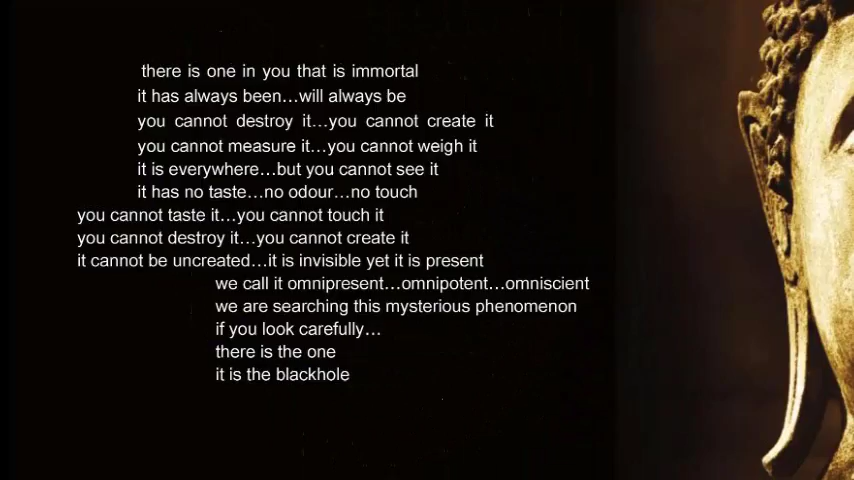 there is one in you that is immortal
it has always been...will always be
you cannot destroy it...you cannot create it
you cannot measure it...you cannot weigh it
it is everywhere...but you cannot see it
it has no taste...no odour...no touch
you cannot taste it...you cannot touch it
you cannot destroy it...you cannot create it
it cannot be uncreated...it is invisible yet it is present
we call it omnipresent...omnipotent...omniscient
we are searching this mysterious phenomenon
if you look carefully...
there is the one
it is the blackhole